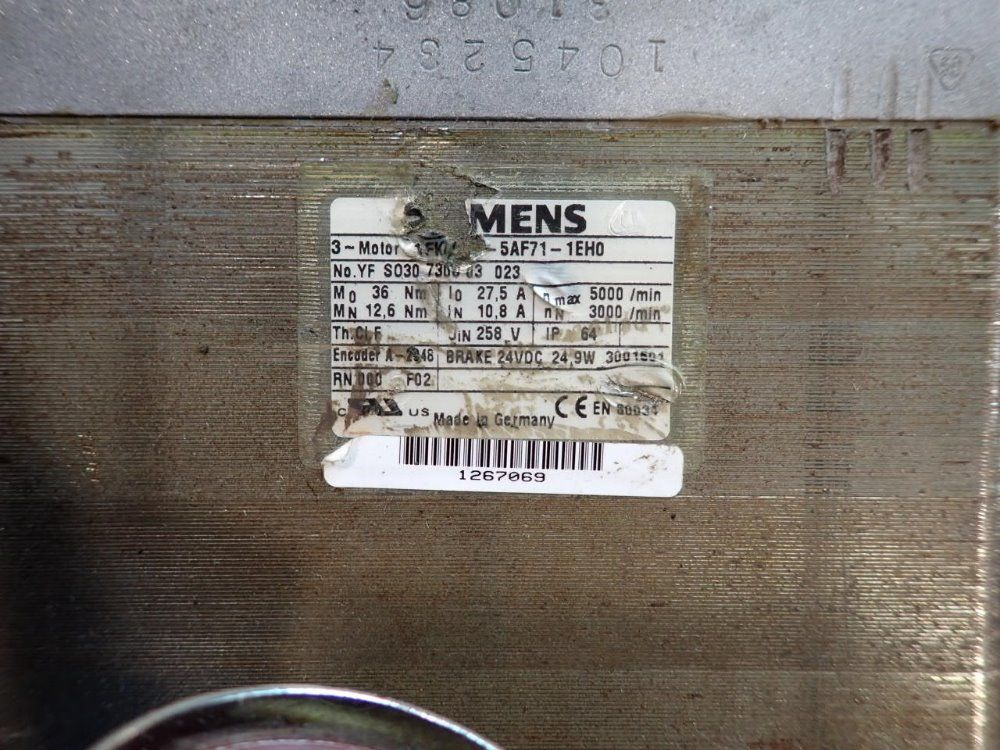 1045234
MENS
3~Motor 5AF71-1EH0
No.YF S030 023
M0 36 Nm I0 27,5 A max 5000 /min
MN 12,6 Nm IN 10,8 A nN 3000 /min
Th.Cl.F UIN 258 V IP 64
Encoder BRAKE 24VDC 24,9W
RN 000 F02
C US Made in Germany CE EN
1267069